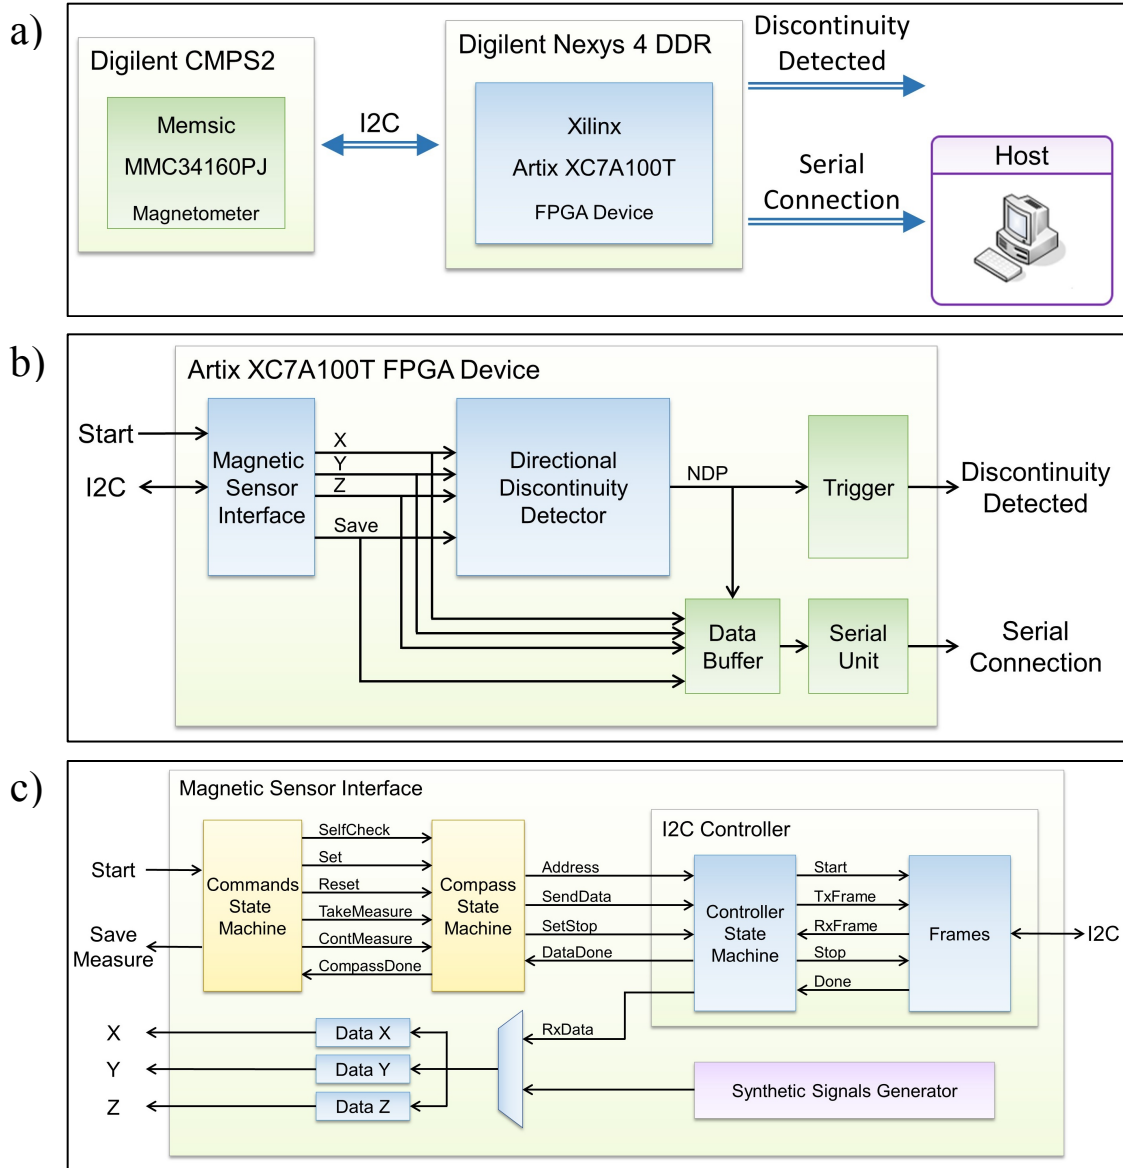 a)
Digilent CMPS2
Memsic
MMC34160PJ
Magnetometer
I2C
Digilent Nexys 4 DDR
Xilinx
Artix XC7A100T
FPGA Device
Discontinuity
Detected
Serial
Connection
Host
b)
Artix XC7A100T FPGA Device
Start
I2C
Magnetic
Sensor
Interface
X
Y
Z
Save
Directional
Discontinuity
Detector
NDP
Trigger
Discontinuity
Detected
Data
Buffer
Serial
Unit
Serial
Connection
c)
Magnetic Sensor Interface
Start
Save
Measure
Commands
State
Machine
SelfCheck
Set
Reset
TakeMeasure
ContMeasure
CompassDone
Compass
State
Machine
Address
SendData
SetStop
DataDone
I2C Controller
Controller
State
Machine
Start
TxFrame
RxFrame
Stop
Done
Frames
I2C
RxData
X
Y
Z
Data X
Data Y
Data Z
Synthetic Signals Generator